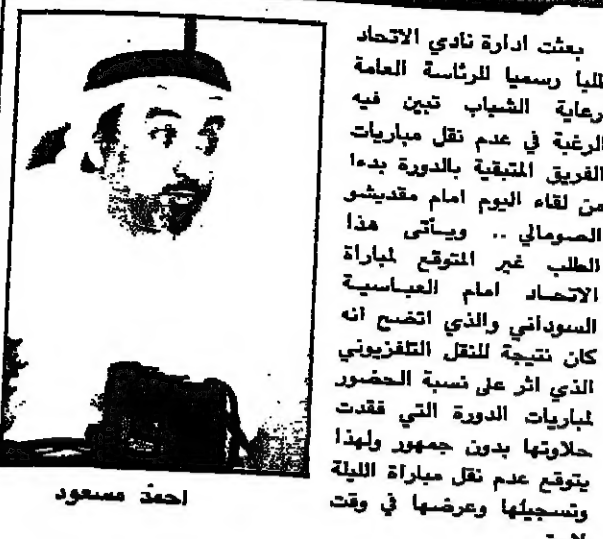 بعثت ادارة نادي الاتحاد
طلبا رسميا للرئاسة العامة
رعاية الشباب تبين فيه
الرغبة في عدم نقل مباريات
الفريق المتبقية بالدورة بدءا
من لقاء اليوم امام مقديشو
الصومالي .. ويأتى هذا
الطلب غير المتوقع لمباراة
الاتحاد امام العباسية
السوداني والذي اتضح انه
كان نتيجة للنقل التلفزيوني
الذي اثر على نسبة الحضور
لمباريات الدورة التي فقدت
حلاوتها بدون جمهور ولهذا
يتوقع عدم نقل مباراة الليلة
وتسجيلها وعرضها في وقت
احمد مسعود